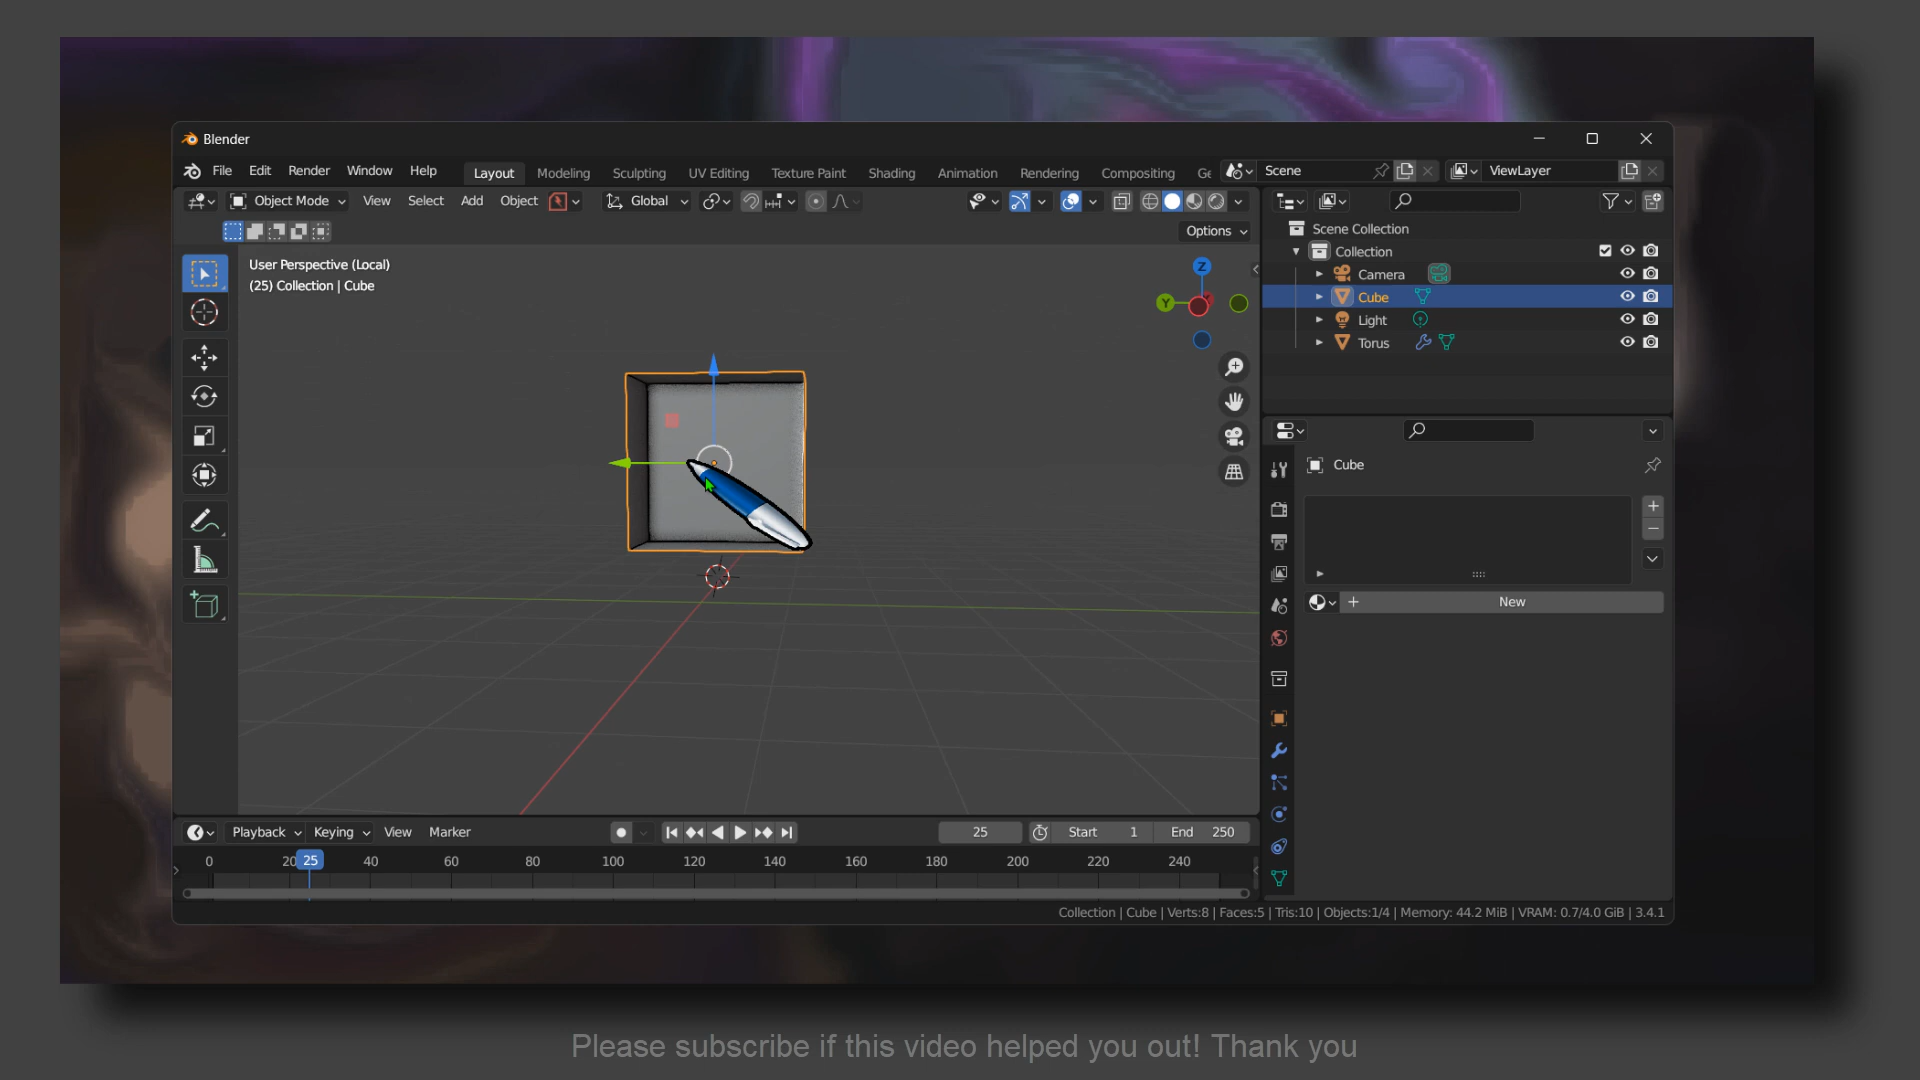 Blender
File Edit Render Window Help Layout Modeling Sculpting UV Editing Texture Paint Shading Animation Rendering Compositing Ge Scene ViewLayer
Object Mode View Select Add Object Global
Options
User Perspective (Local)
(25) Collection | Cube
Z
Y
Scene Collection
Collection
Camera
Cube
Light
Torus
Cube
New
Playback Keying View Marker 25 Start 1 End 250
0 20 25 40 60 80 100 120 140 160 180 200 220 240
Collection | Cube | Verts:8 | Faces:5 | Tris:10 | Objects:1/4 | Memory: 44.2 MiB | VRAM: 0.7/4.0 GiB | 3.4.1
Please subscribe if this video helped you out! Thank you